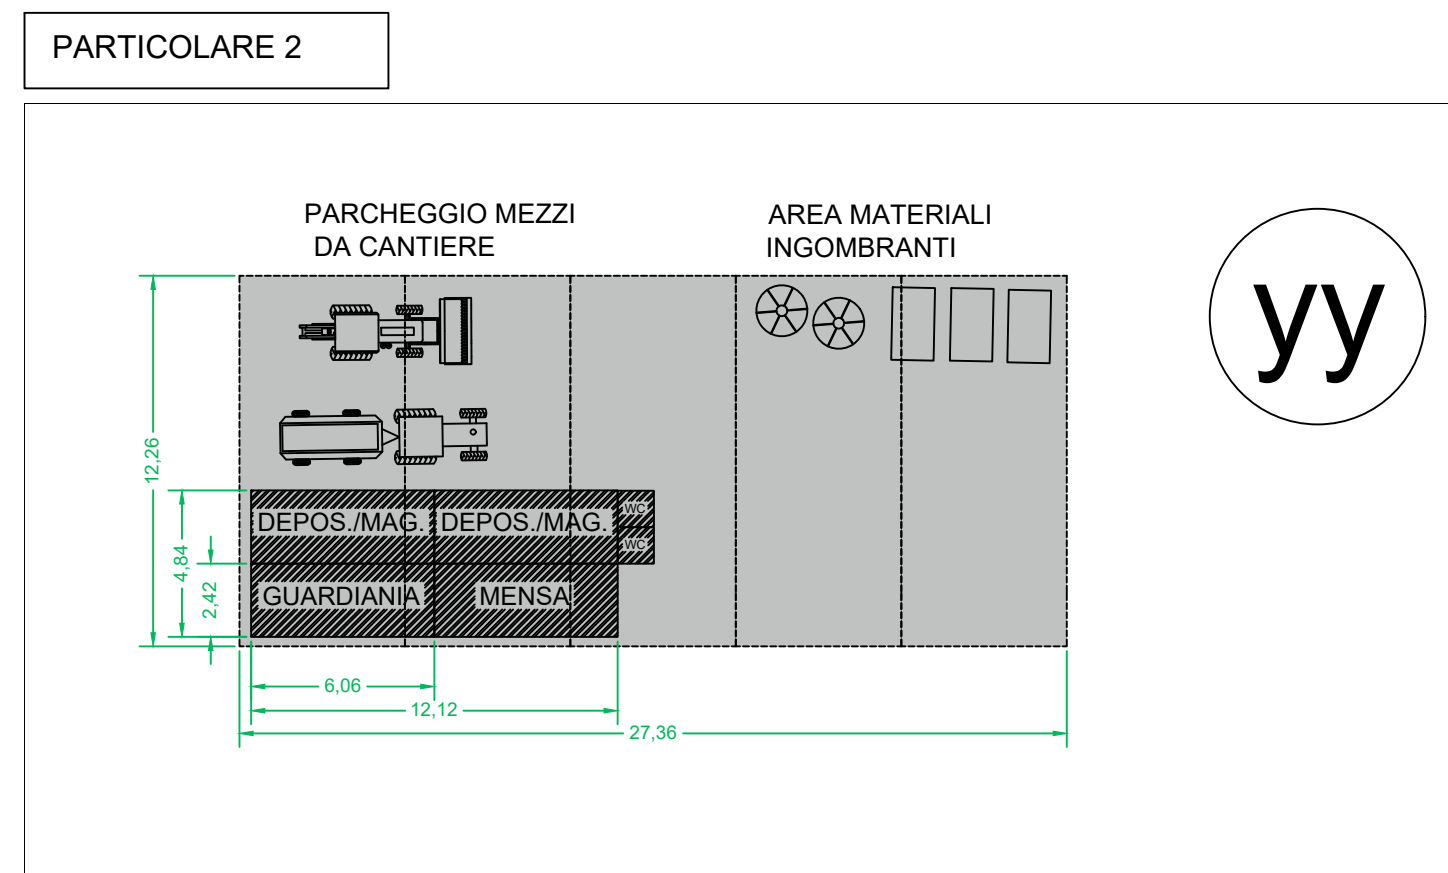 PARTICOLARE 2
PARCHEGGIO MEZZI
DA CANTIERE
AREA MATERIALI
INGOMBRANTI
yy
12,26
4,84
2,42
DEPOS./MAG.
DEPOS./MAG.
WC
WC
GUARDIANIA
MENSA
6,06
12,12
27,36